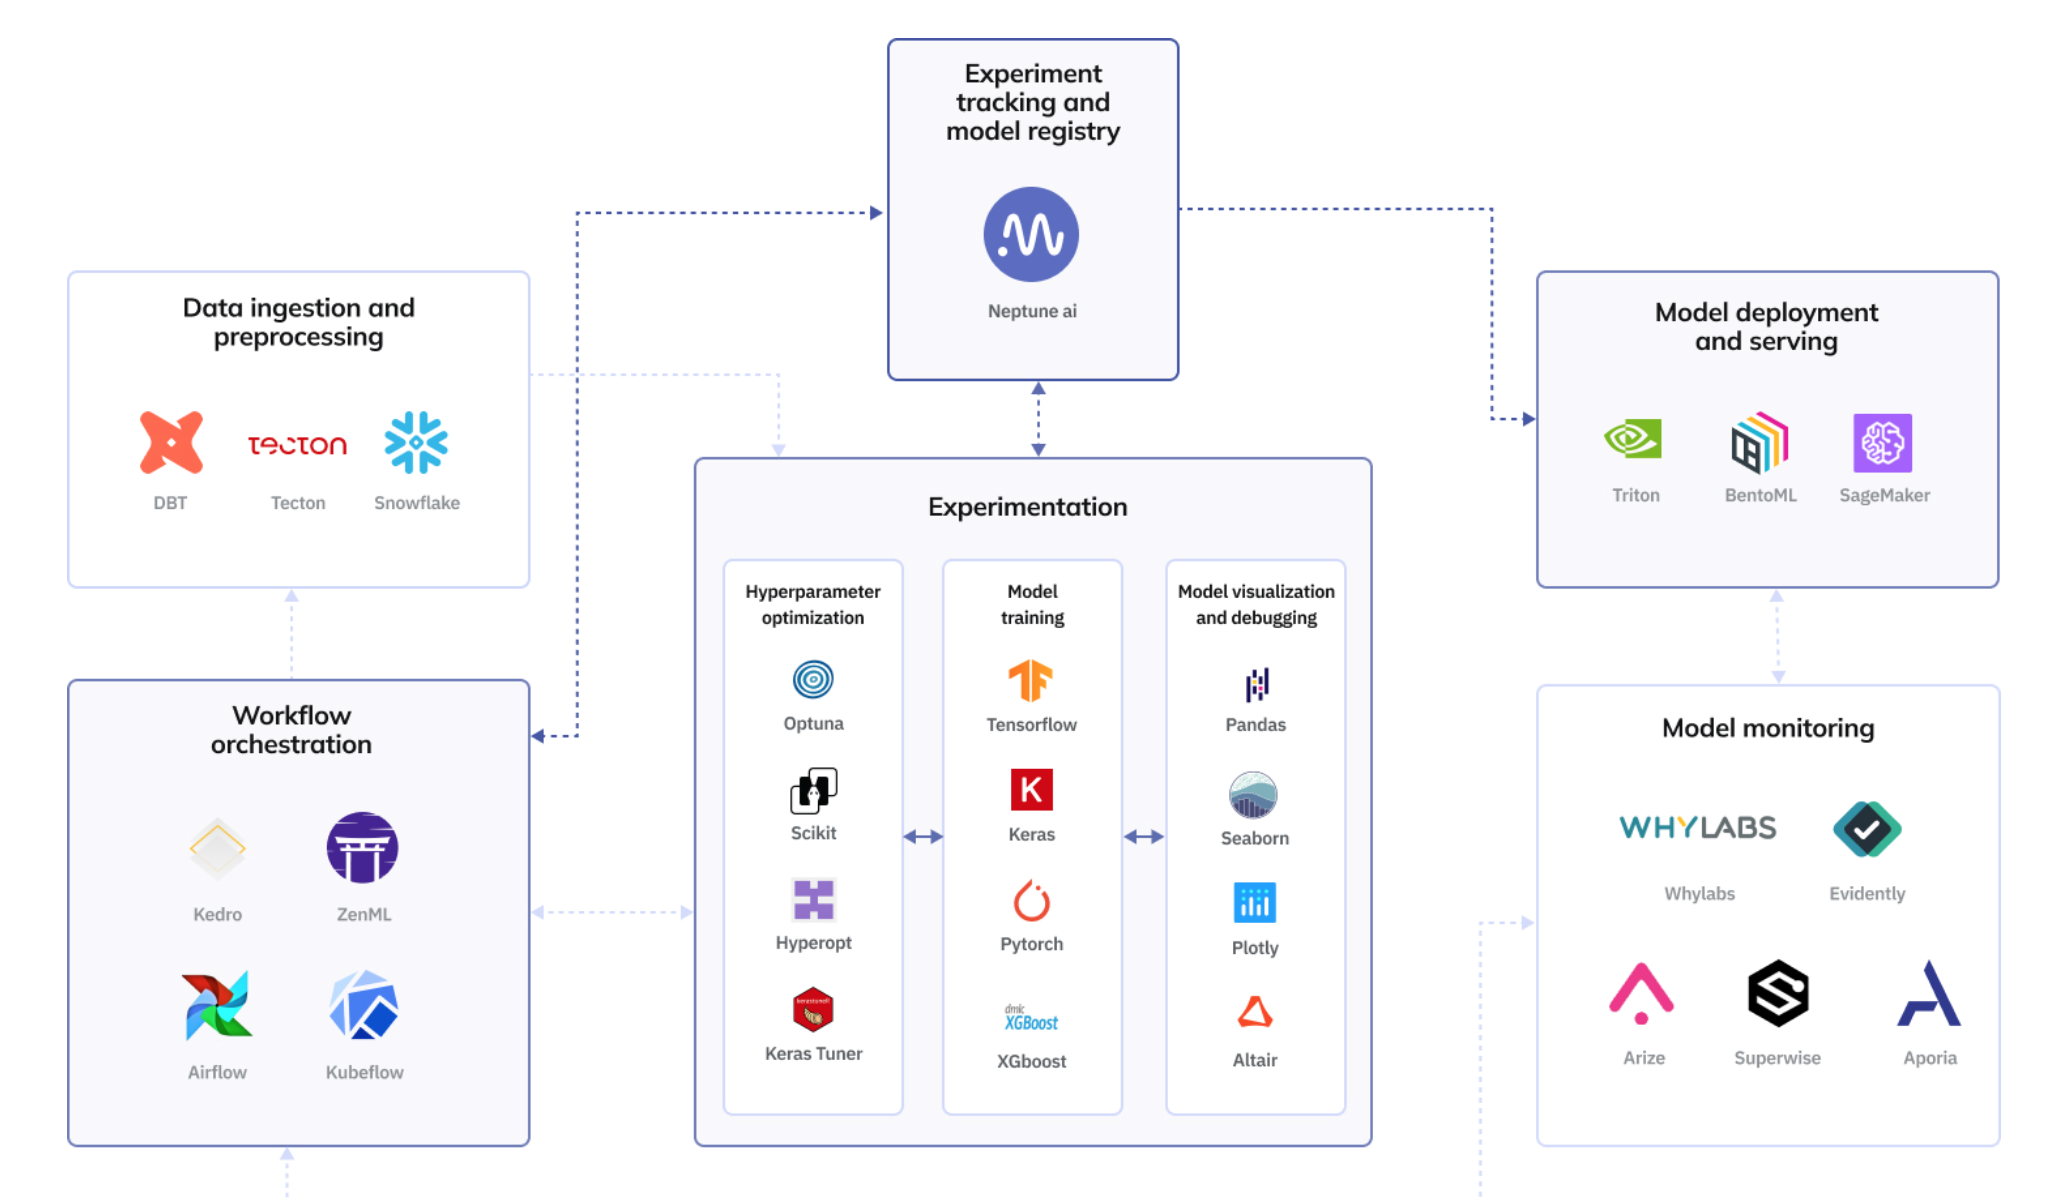 Experiment
tracking and
model registry
Neptune ai
Data ingestion and
preprocessing
TECTON
DBT
Tecton
Snowflake
Model deployment
and serving
Triton
BentoML
SageMaker
Experimentation
Hyperparameter
optimization
Optuna
Scikit
Hyperopt
kerastuneR
Keras Tuner
Model
training
Tensorflow
K
Keras
Pytorch
dmlc
XGBoost
XGboost
Model visualization
and debugging
Pandas
Seaborn
Plotly
Altair
Workflow
orchestration
Kedro
ZenML
Airflow
Kubeflow
Model monitoring
WHYLABS
Whylabs
Evidently
Arize
Superwise
Aporia